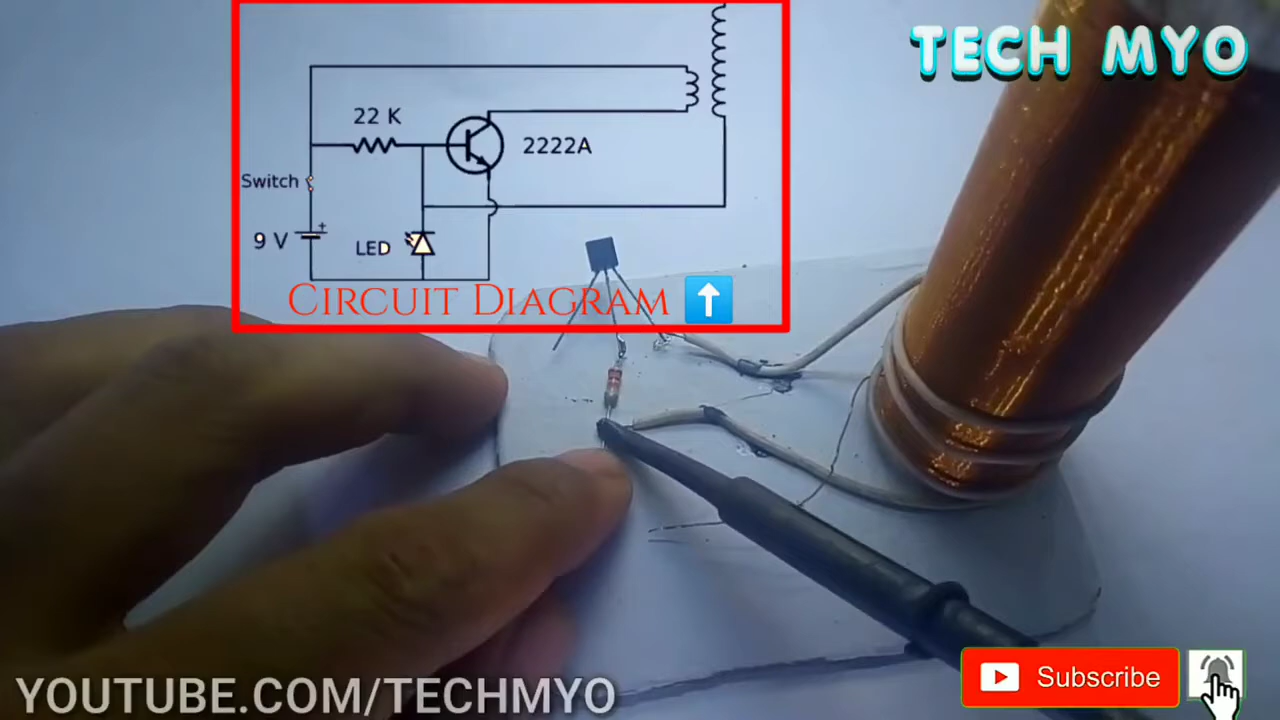 TECH MYO
22 K
2222A
Switch
+
9 V
LED
CIRCUIT DIAGRAM
YOUTUBE.COM/TECHMYO
Subscribe